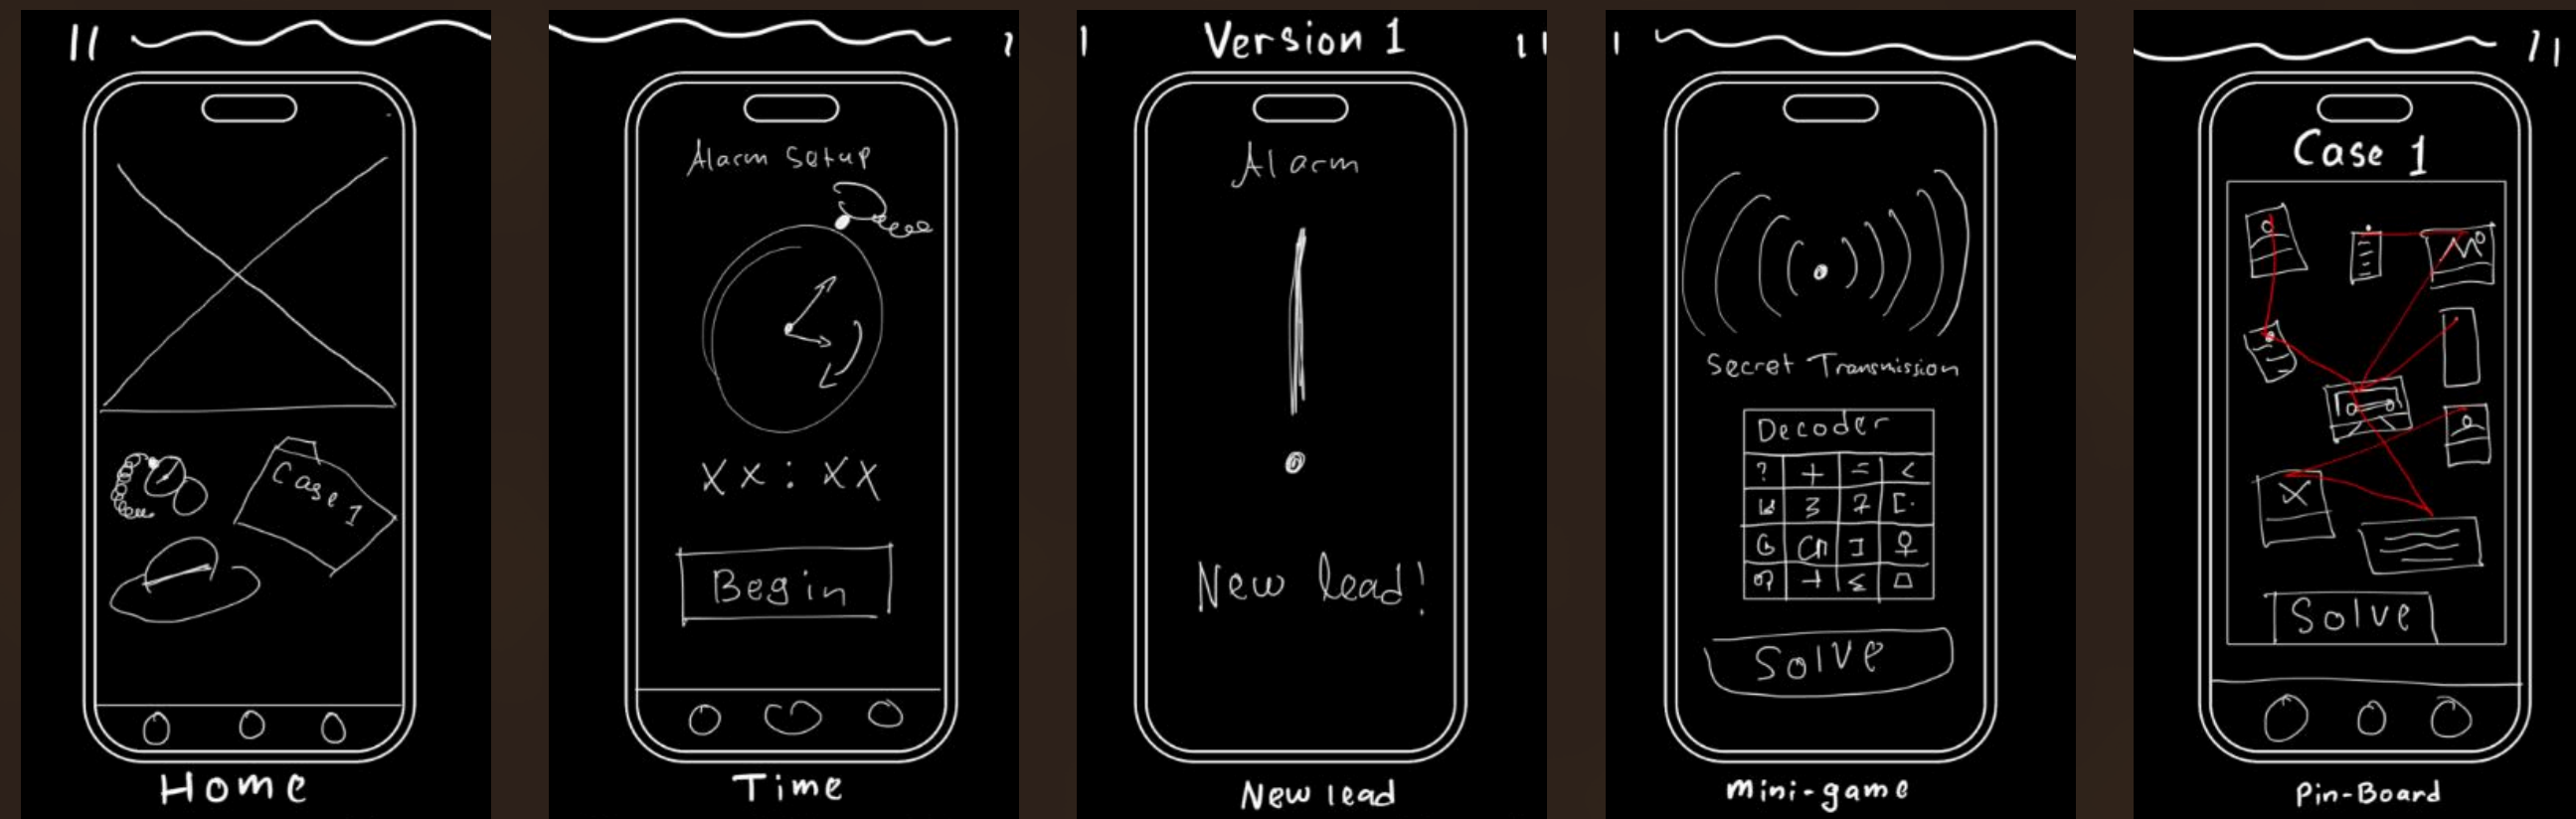 Version 1
Case 1
Home
Alarm Setup
XX : XX
Begin
Time
Alarm
New lead!
New lead
Secret Transmission
Decoder
? + = <
Solve
mini-game
Case 1
Solve
Pin-Board